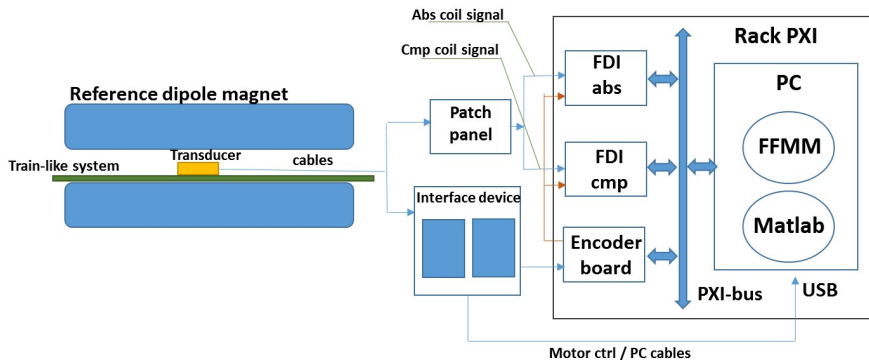 Abs coil signal
Cmp coil signal
Rack PXI
FDI
abs
PC
Reference dipole magnet
Patch
panel
FFMM
Transducer
Train-like system
cables
FDI
cmp
Interface device
Matlab
Encoder
board
PXI-bus
USB
Motor ctrl / PC cables